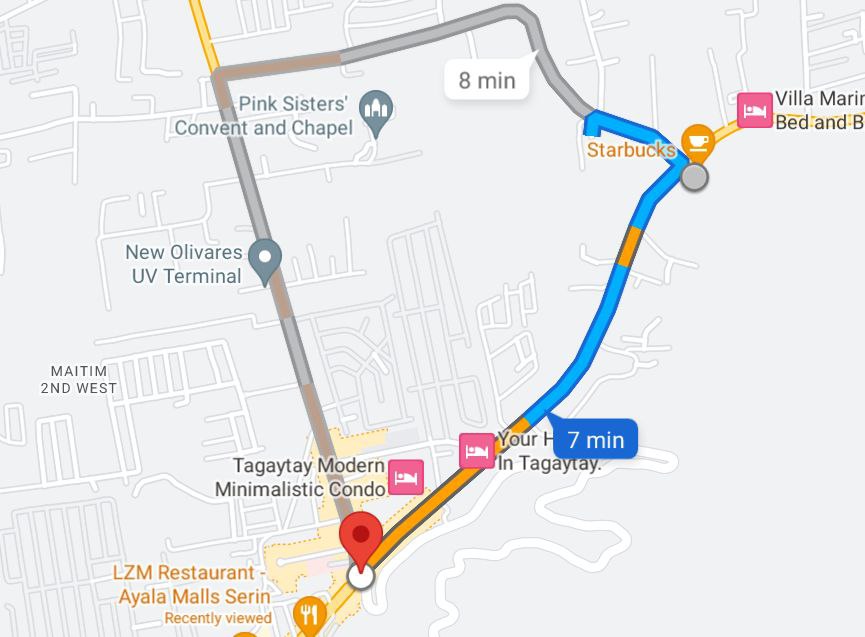 8 min
Villa Marin
Bed and B
Pink Sisters'
Convent and Chapel
Starbucks
New Olivares
UV Terminal
MAITIM
2ND WEST
Your H
In Tagaytay.
7 min
Tagaytay Modern
Minimalistic Condo
LZM Restaurant -
Ayala Malls Serin
Recently viewed